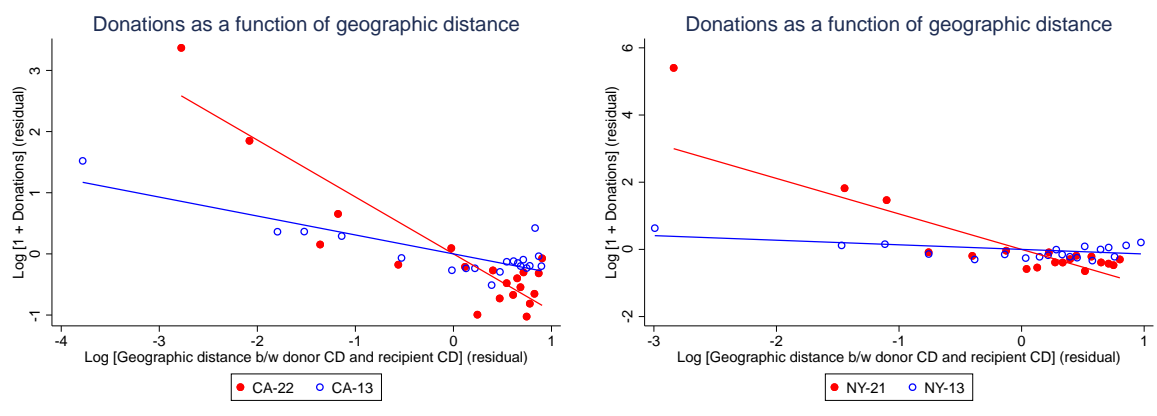 Donations as a function of geographic distance
Log [1 + Donations] (residual)
3
2
1
0
-1
-4
-3
-2
-1
0
1
Log [Geographic distance b/w donor CD and recipient CD] (residual)
CA-22
CA-13
Donations as a function of geographic distance
Log [1 + Donations] (residual)
6
4
2
0
-2
-3
-2
-1
0
1
Log [Geographic distance b/w donor CD and recipient CD] (residual)
NY-21
NY-13